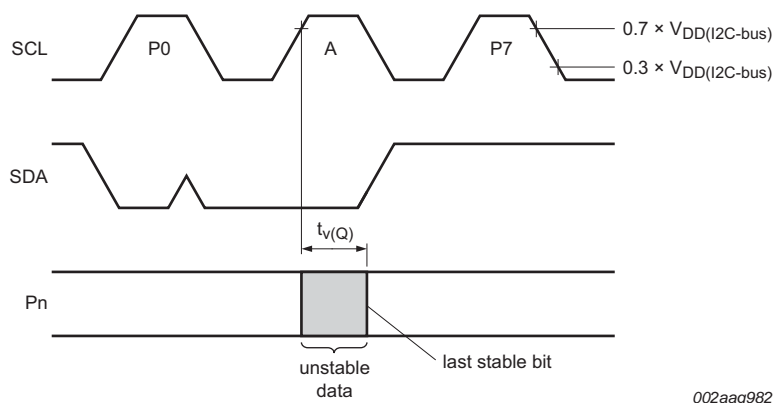 SCL
P0
A
P7
0.7 × VDD(I2C-bus)
0.3 × VDD(I2C-bus)
SDA
tv(Q)
Pn
unstable
data
last stable bit
002aag982